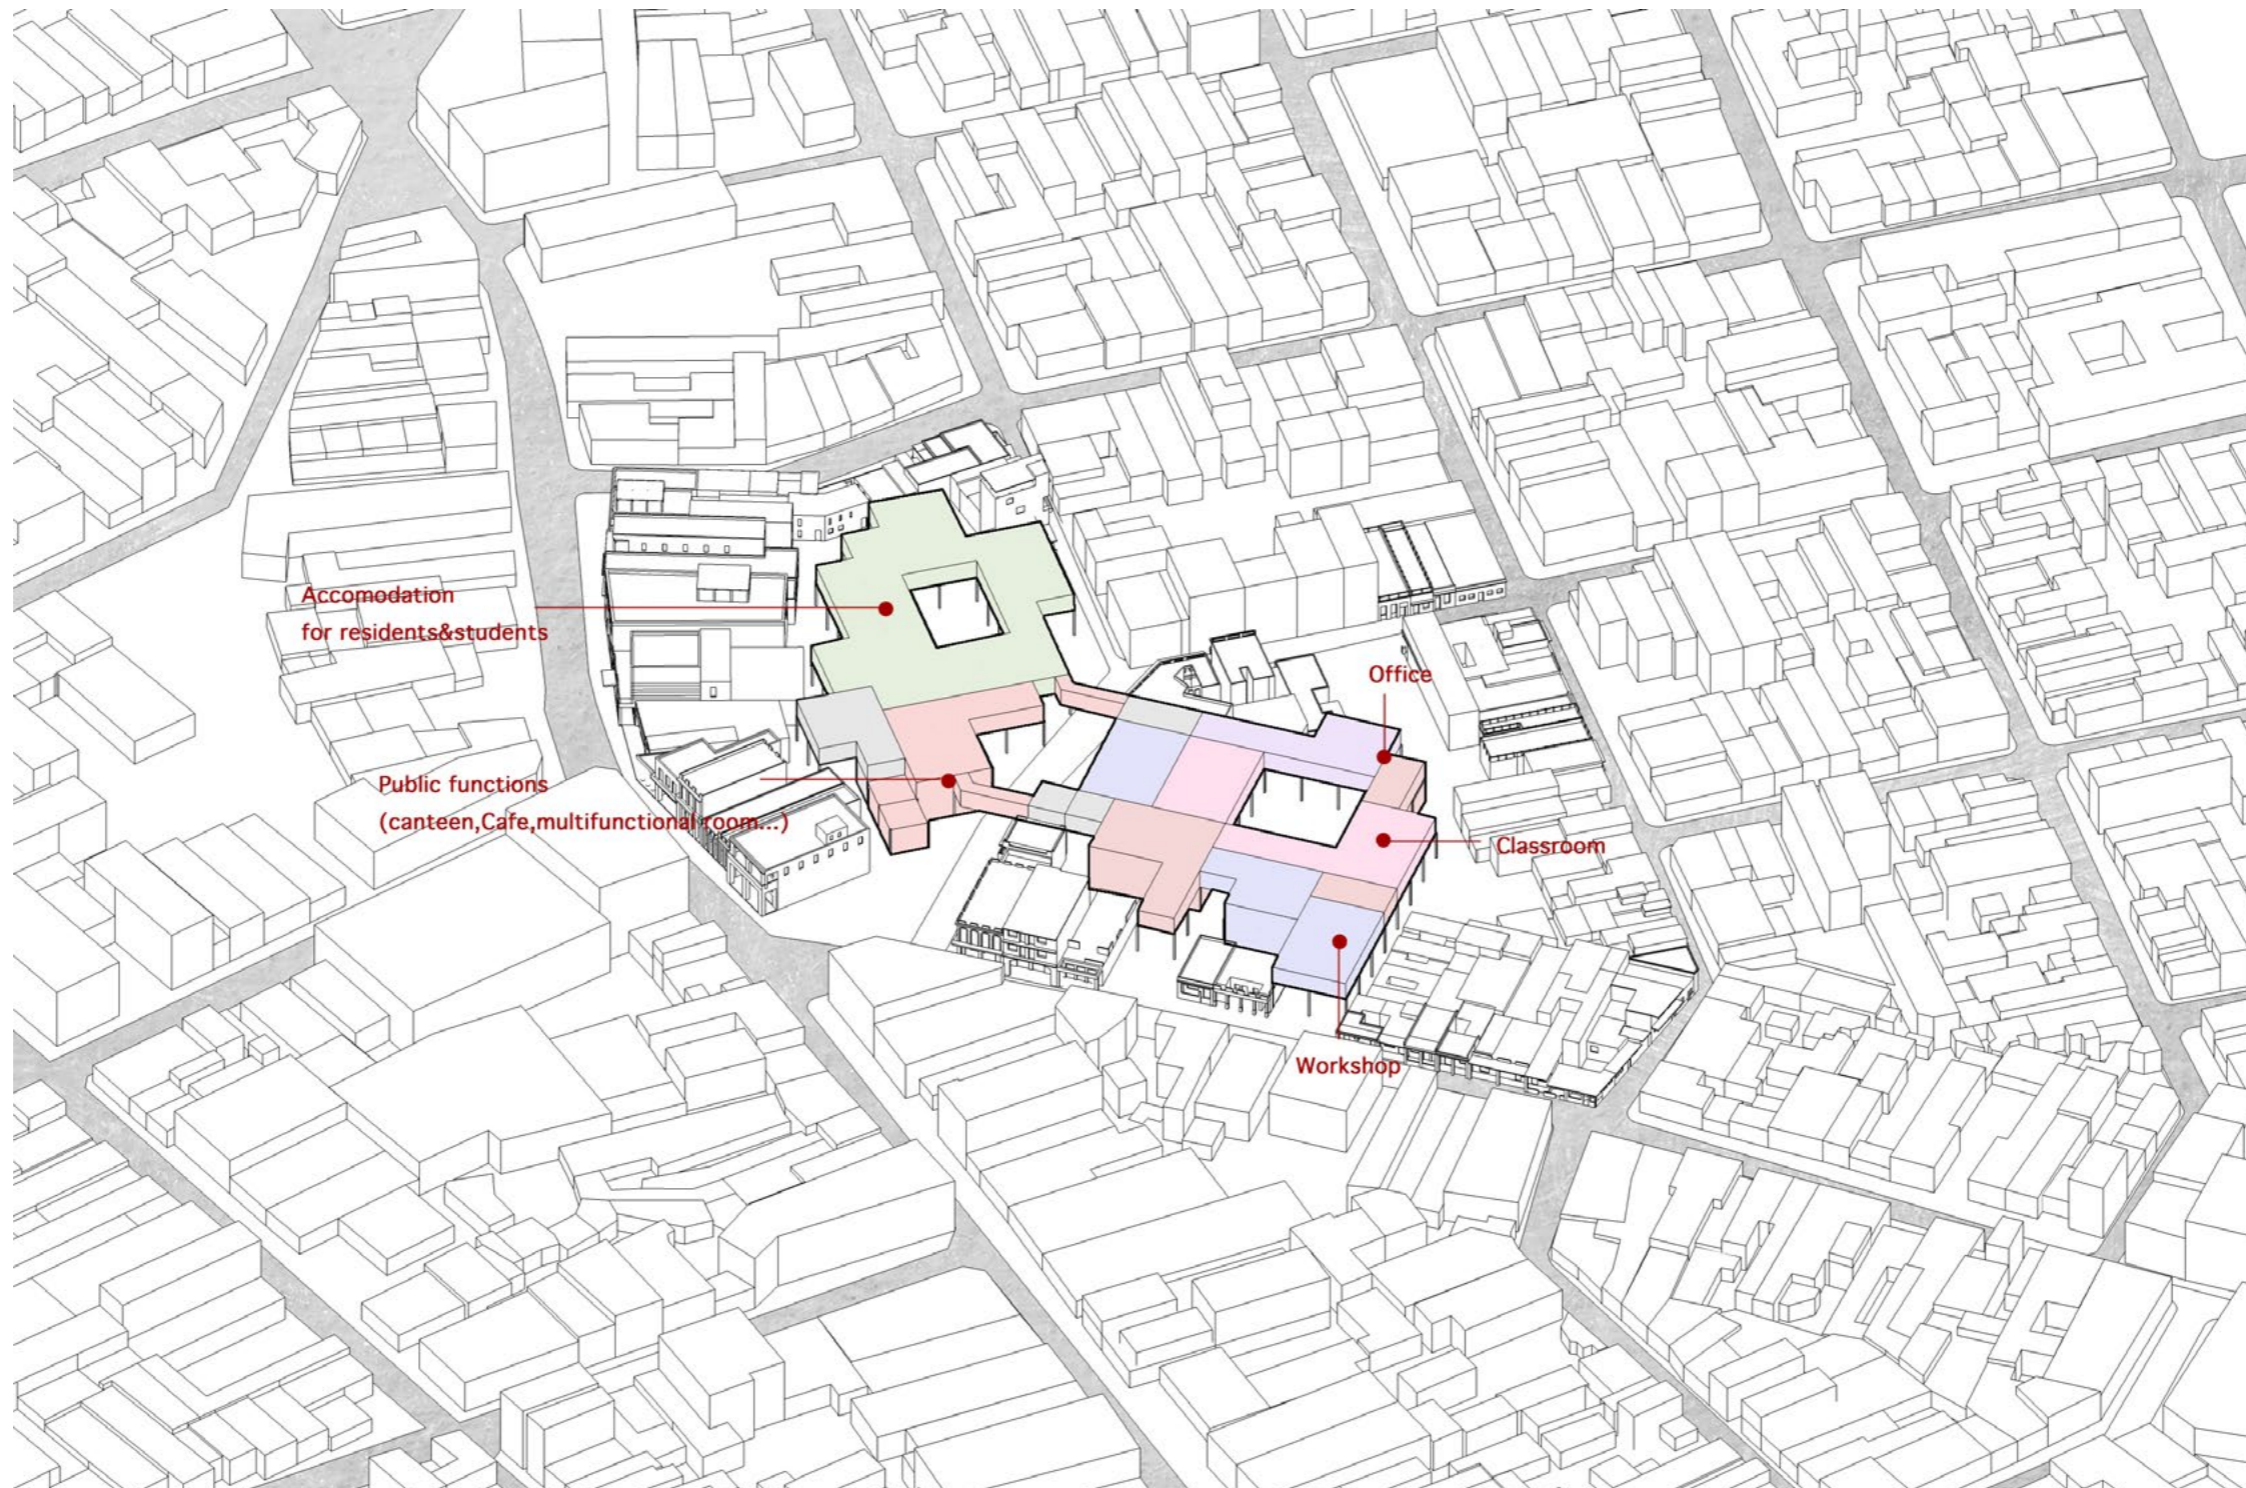 Accomodation
for residents&students
Office
Public functions
(canteen,Cafe,multifunctional room...)
Classroom
Workshop